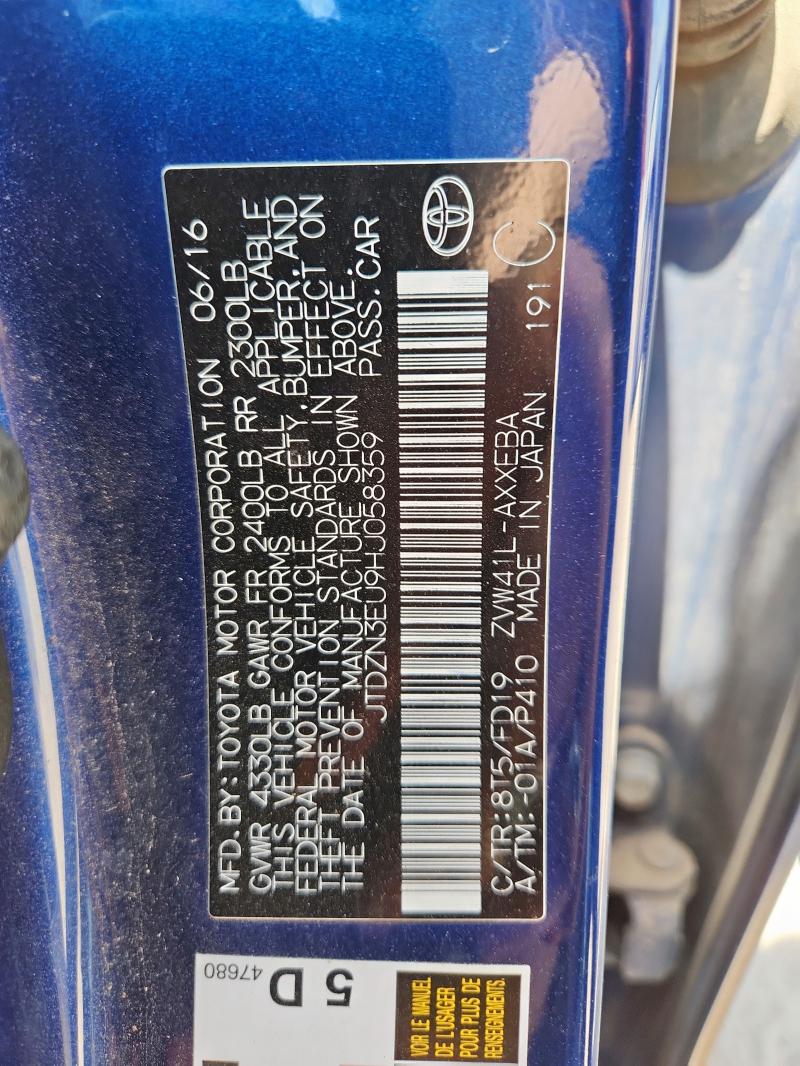 MFD.BY:TOYOTA MOTOR CORPORATION 06/16
GVWR 4330LB GAWR FR 2400LB RR 2300LB
THIS VEHICLE CONFORMS TO ALL APPLICABLE
FEDERAL MOTOR VEHICLE SAFETY,BUMPER,AND
THEFT PREVENTION STANDARDS IN EFFECT ON
THE DATE OF MANUFACTURE SHOWN ABOVE.
JTDZN3EU9HJ058359 PASS.CAR
C/TR:8T5/FD19 ZVW41L-AXXEBA
A/TM:-01A/P410 MADE IN JAPAN 191 C
47680
5 D
VOIR LE MANUEL
DE L'USAGER
POUR PLUS DE
RENSEIGNEMENTS.